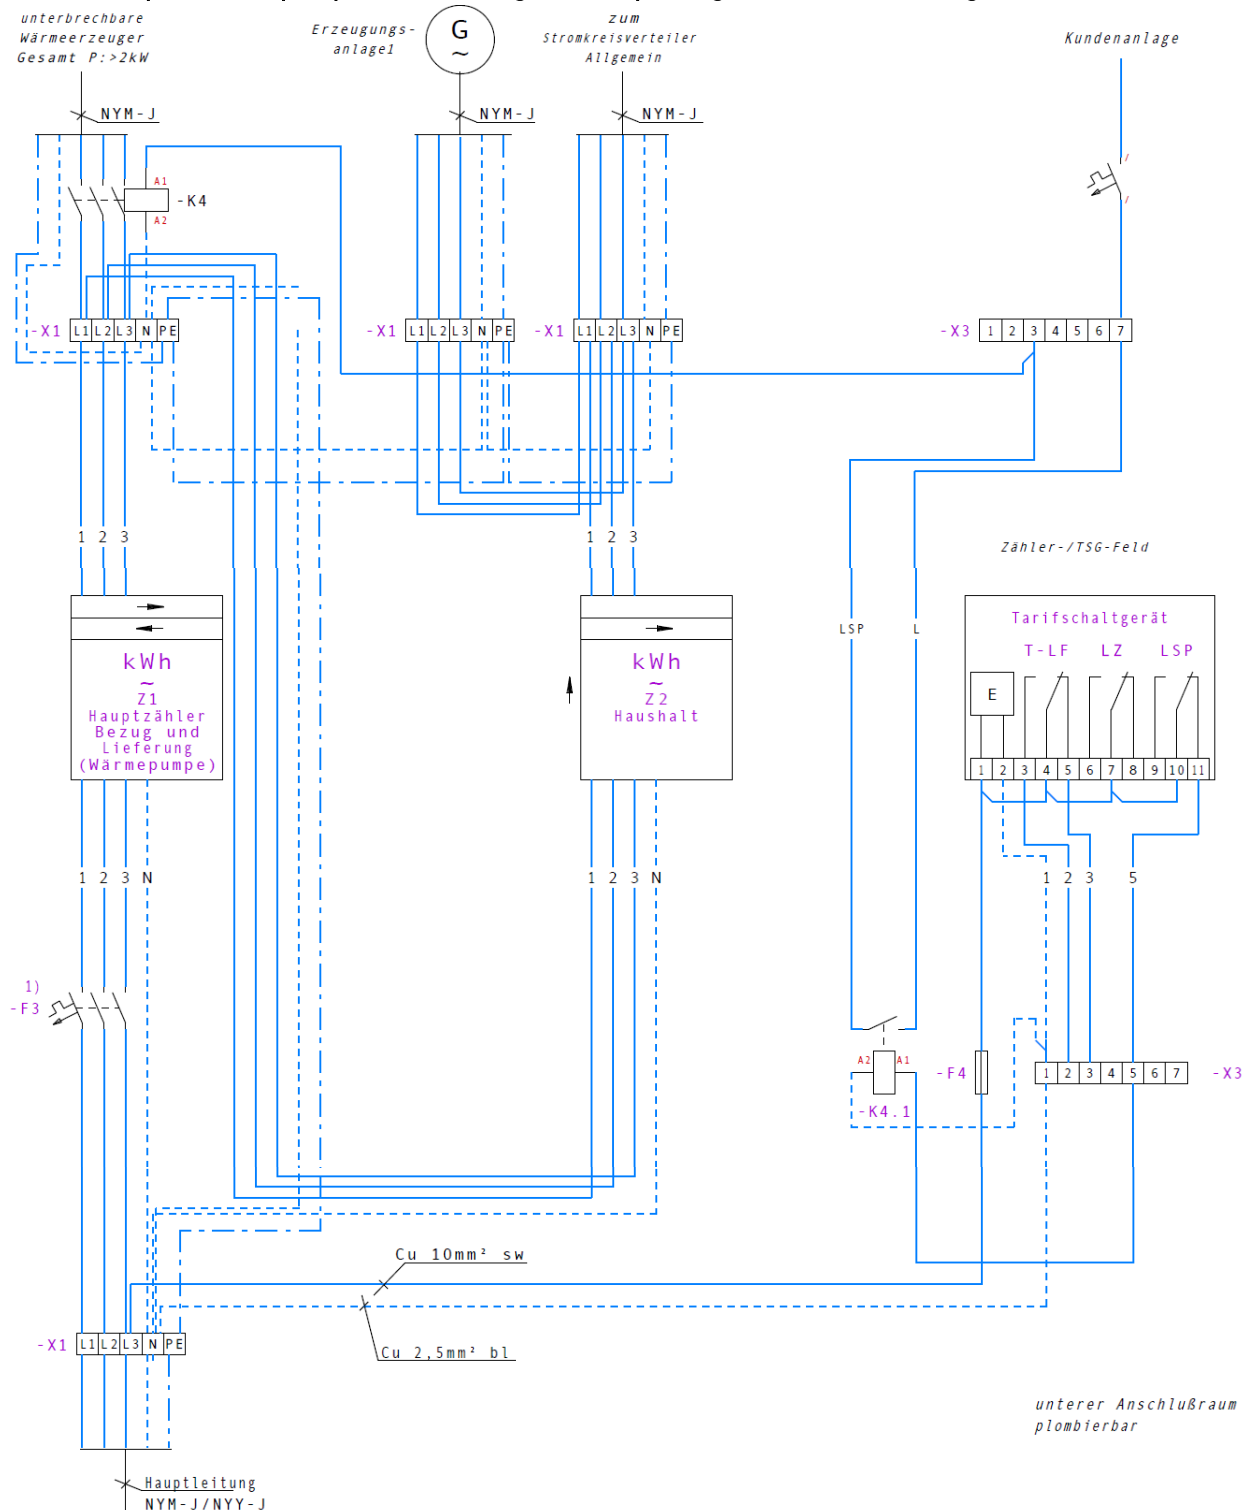 unterbrechbare
Wärmeerzeuger
Gesamt P:>2kW
Erzeugungs-
anlage1
G
~
zum
Stromkreisverteiler
Allgemein
Kundenanlage
NYM-J
NYM-J
NYM-J
A1
-K4
A2
-X1 L1 L2 L3 N PE
-X1 L1 L2 L3 N PE
-X1 L1 L2 L3 N PE
-X3 1 2 3 4 5 6 7
1 2 3
1 2 3
Zähler-/TSG-Feld
kWh
~
Z1
Hauptzähler
Bezug und
Lieferung
(Wärmepumpe)
kWh
~
Z2
Haushalt
LSP
L
Tarifschaltgerät
T-LF LZ LSP
E
1 2 3 4 5 6 7 8 9 10 11
1 2 3 N
1 2 3 N
1 2 3 5
1)
-F3
A2 A1
-K4.1
-F4
1 2 3 4 5 6 7 -X3
Cu 10mm² sw
Cu 2,5mm² bl
-X1 L1 L2 L3 N PE
unterer Anschlußraum
plombierbar
Hauptleitung
NYM-J/NYY-J